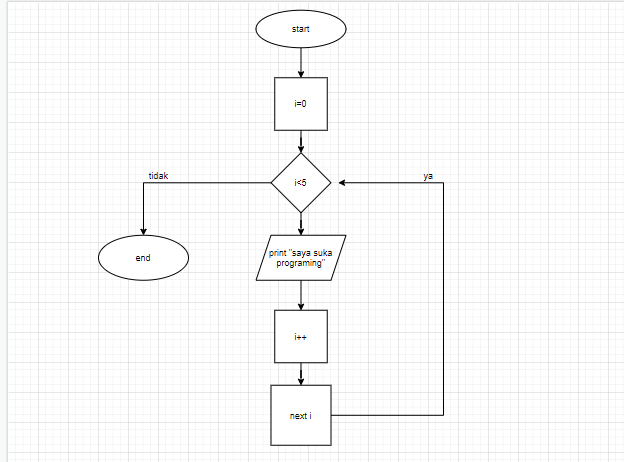 start
i=0
i<5
tidak
ya
end
print "saya suka
programing"
i++
next i